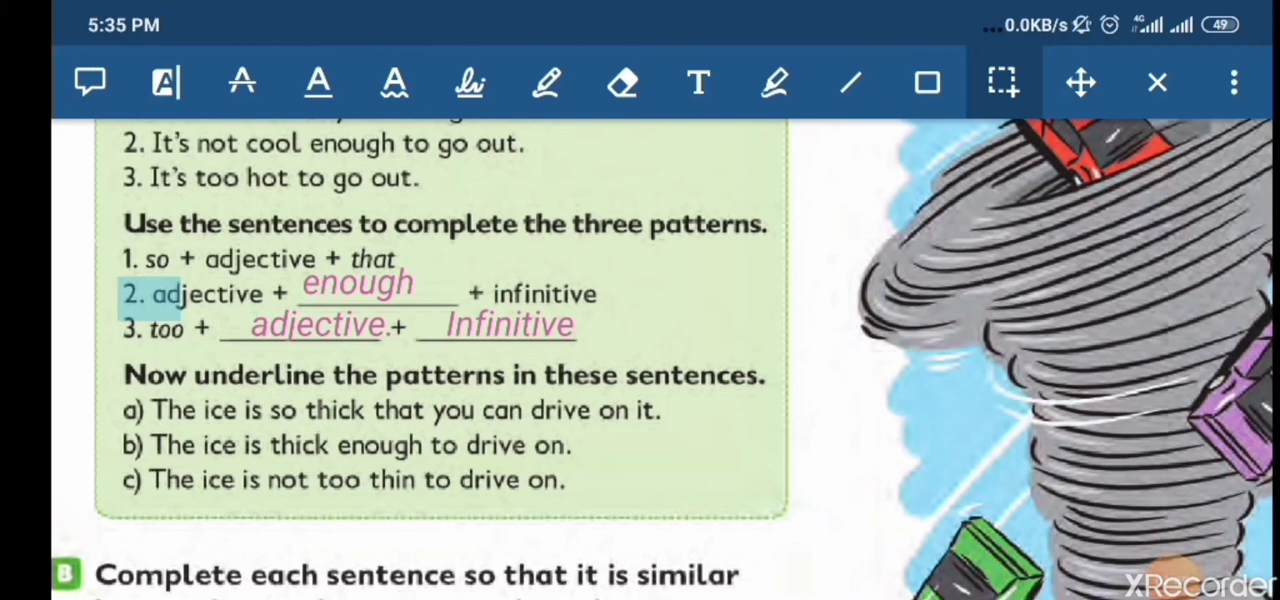 5:35 PM ...0.0KB/s 4G 49
2. It's not cool enough to go out.
3. It's too hot to go out.
Use the sentences to complete the three patterns.
1. so + adjective + that
2. adjective + enough + infinitive
3. too + adjective + Infinitive
Now underline the patterns in these sentences.
a) The ice is so thick that you can drive on it.
b) The ice is thick enough to drive on.
c) The ice is not too thin to drive on.
B Complete each sentence so that it is similar
XRecorder